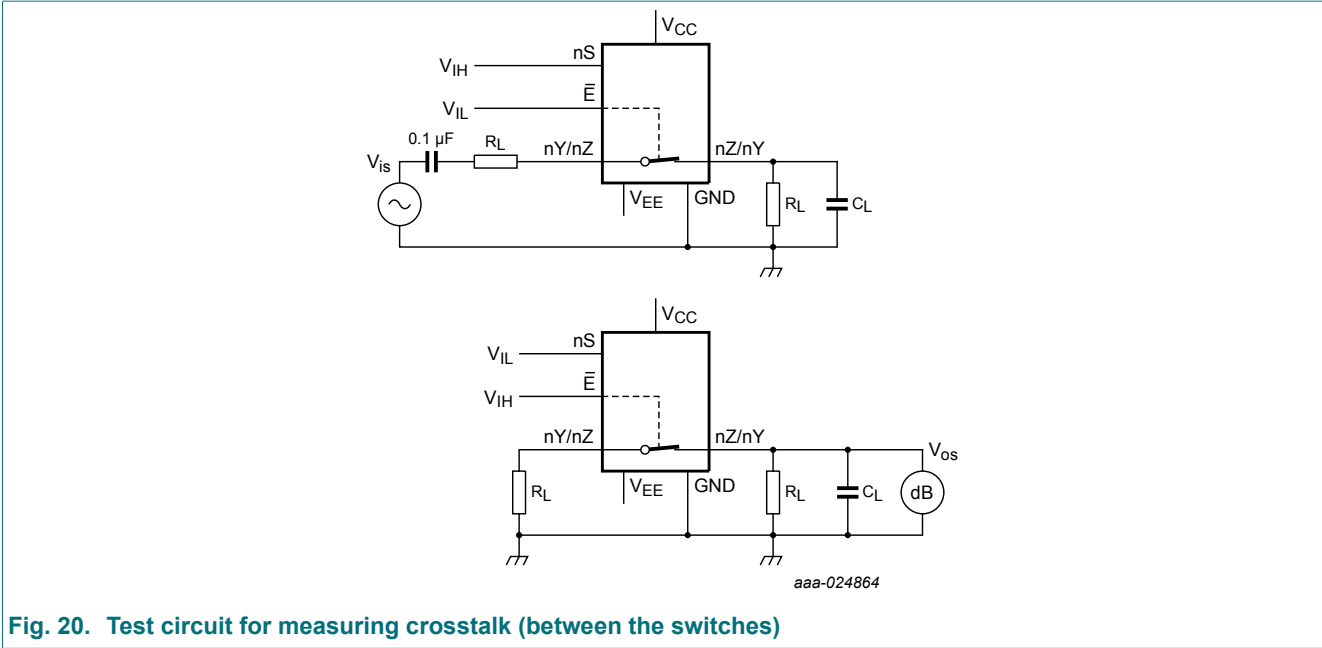 VCC
nS
VIH
E̅
VIL
0.1 µF
RL
nY/nZ
nZ/nY
Vis
VEE
GND
RL
CL
VCC
nS
VIL
E̅
VIH
nY/nZ
nZ/nY
Vos
RL
VEE
GND
RL
CL
dB
aaa-024864
Fig. 20. Test circuit for measuring crosstalk (between the switches)